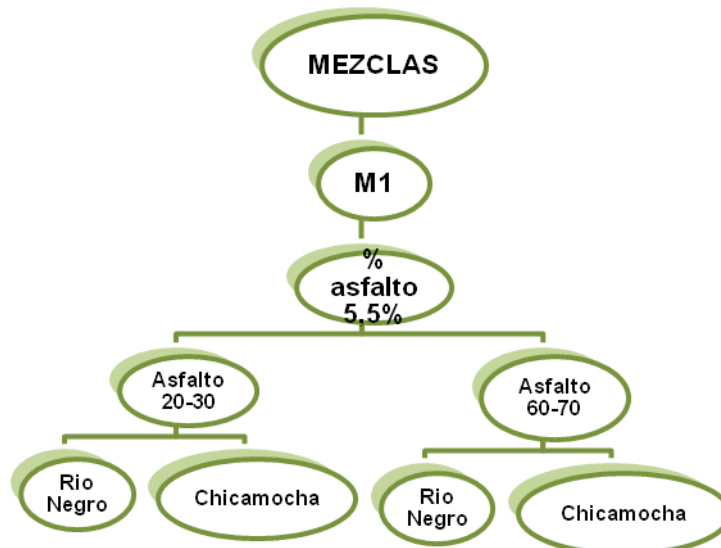 MEZCLAS
M1
%
asfalto
5,5%
Asfalto
20-30
Asfalto
60-70
Rio
Negro
Chicamocha
Rio
Negro
Chicamocha